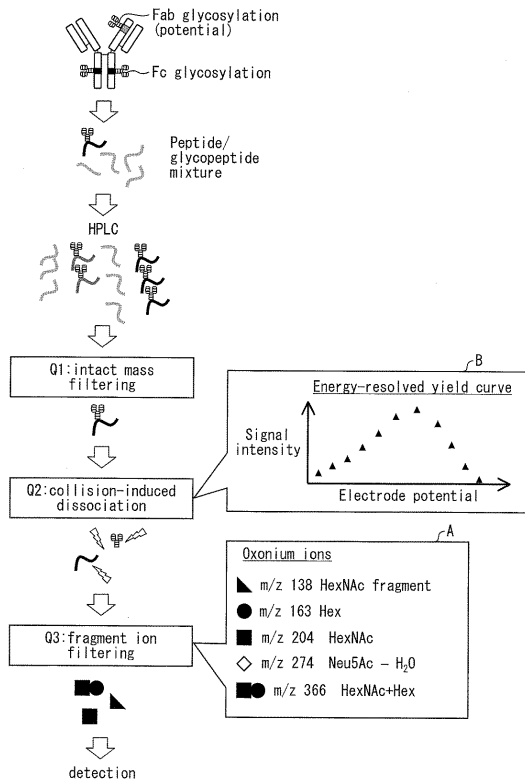 Fab glycosylation
(potential)
Fc glycosylation
Peptide/
glycopeptide
mixture
HPLC
Q1:intact mass
filtering
B
Energy-resolved yield curve
Signal
intensity
Electrode potential
Q2:collision-induced
dissociation
A
Oxonium ions
m/z 138 HexNAc fragment
m/z 163 Hex
m/z 204 HexNAc
m/z 274 Neu5Ac − H₂O
m/z 366 HexNAc+Hex
Q3:fragment ion
filtering
detection